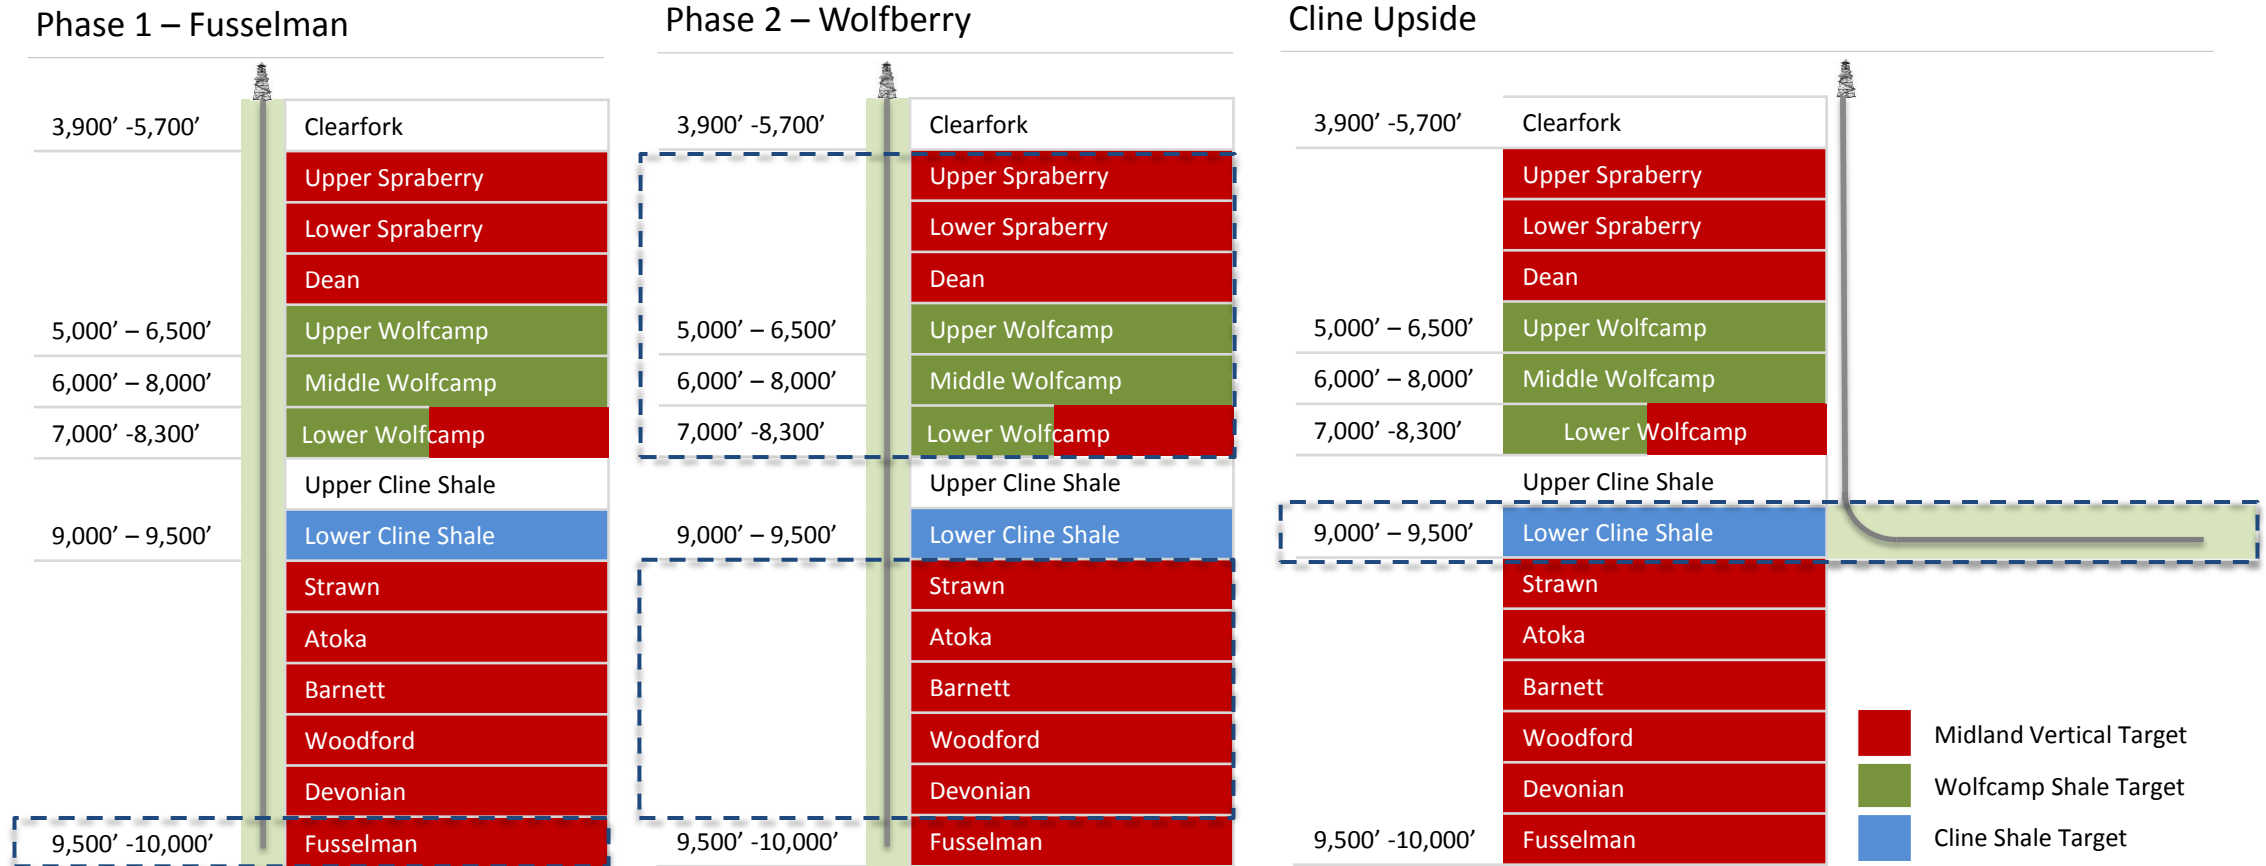 Phase 1 – Fusselman
3,900’ -5,700’ Clearfork
Upper Spraberry
Lower Spraberry
Dean
5,000’ – 6,500’ Upper Wolfcamp
6,000’ – 8,000’ Middle Wolfcamp
7,000’ -8,300’ Lower Wolfcamp
Upper Cline Shale
9,000’ – 9,500’ Lower Cline Shale
Strawn
Atoka
Barnett
Woodford
Devonian
9,500’ -10,000’ Fusselman
Phase 2 – Wolfberry
3,900’ -5,700’ Clearfork
Upper Spraberry
Lower Spraberry
Dean
5,000’ – 6,500’ Upper Wolfcamp
6,000’ – 8,000’ Middle Wolfcamp
7,000’ -8,300’ Lower Wolfcamp
Upper Cline Shale
9,000’ – 9,500’ Lower Cline Shale
Strawn
Atoka
Barnett
Woodford
Devonian
9,500’ -10,000’ Fusselman
Cline Upside
3,900’ -5,700’ Clearfork
Upper Spraberry
Lower Spraberry
Dean
5,000’ – 6,500’ Upper Wolfcamp
6,000’ – 8,000’ Middle Wolfcamp
7,000’ -8,300’ Lower Wolfcamp
Upper Cline Shale
9,000’ – 9,500’ Lower Cline Shale
Strawn
Atoka
Barnett
Woodford
Devonian
9,500’ -10,000’ Fusselman
Midland Vertical Target
Wolfcamp Shale Target
Cline Shale Target